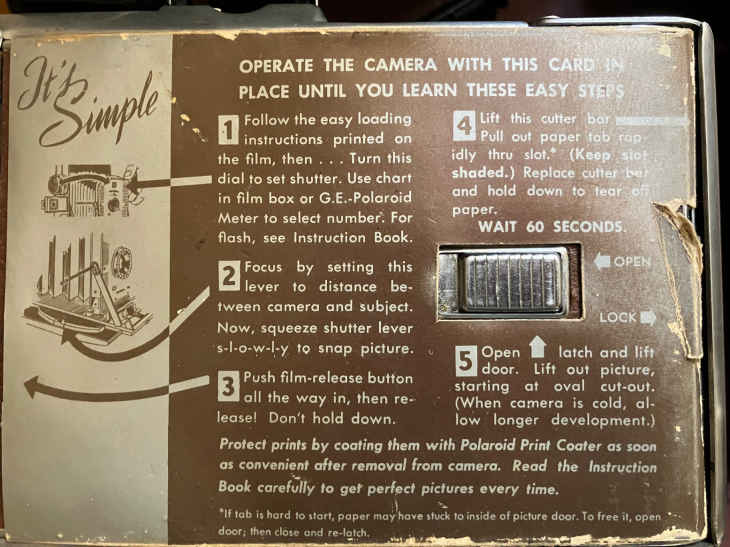 It's
Simple
OPERATE THE CAMERA WITH THIS CARD IN
PLACE UNTIL YOU LEARN THESE EASY STEPS
1 Follow the easy loading
instructions printed on
the film, then . . . Turn this
dial to set shutter. Use chart
in film box or G.E.-Polaroid
Meter to select number. For
flash, see Instruction Book.
2 Focus by setting this
lever to distance be-
tween camera and subject.
Now, squeeze shutter lever
s-l-o-w-l-y to snap picture.
3 Push film-release button
all the way in, then re-
lease! Don't hold down.
4 Lift this cutter bar
Pull out paper tab rap-
idly thru slot.* (Keep slot
shaded.) Replace cutter bar
and hold down to tear off
paper.
WAIT 60 SECONDS.
OPEN
LOCK
5 Open latch and lift
door. Lift out picture,
starting at oval cut-out.
(When camera is cold, al-
low longer development.)
Protect prints by coating them with Polaroid Print Coater as soon
as convenient after removal from camera. Read the Instruction
Book carefully to get perfect pictures every time.
*If tab is hard to start, paper may have stuck to inside of picture door. To free it, open
door; then close and re-latch.